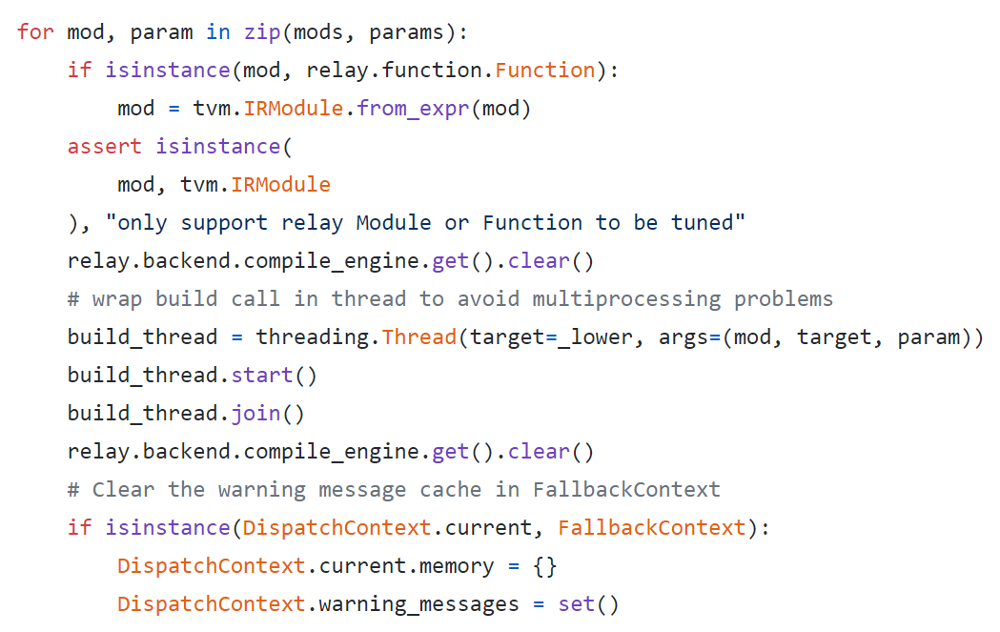 for mod, param in zip(mods, params):
    if isinstance(mod, relay.function.Function):
        mod = tvm.IRModule.from_expr(mod)
    assert isinstance(
        mod, tvm.IRModule
    ), "only support relay Module or Function to be tuned"
    relay.backend.compile_engine.get().clear()
    # wrap build call in thread to avoid multiprocessing problems
    build_thread = threading.Thread(target=_lower, args=(mod, target, param))
    build_thread.start()
    build_thread.join()
    relay.backend.compile_engine.get().clear()
    # Clear the warning message cache in FallbackContext
    if isinstance(DispatchContext.current, FallbackContext):
        DispatchContext.current.memory = {}
        DispatchContext.warning_messages = set()